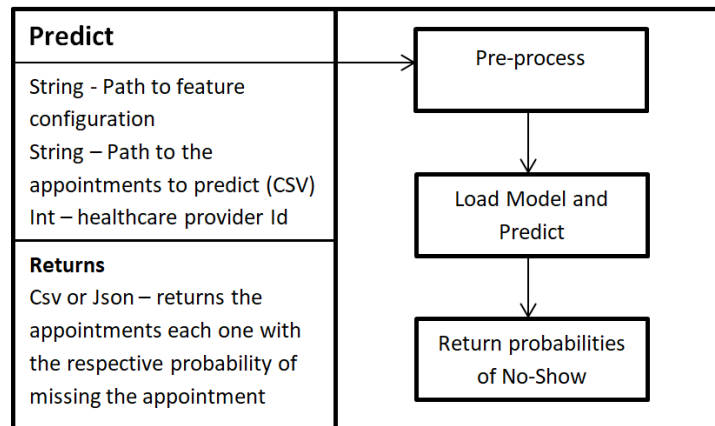 Predict
String - Path to feature
configuration
String – Path to the
appointments to predict (CSV)
Int – healthcare provider Id
Returns
Csv or Json – returns the
appointments each one with
the respective probability of
missing the appointment
Pre-process
Load Model and
Predict
Return probabilities
of No-Show